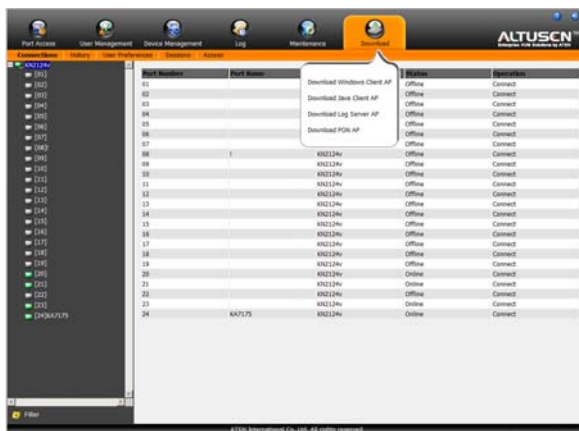 Port Access User Management Device Management Log Maintenance Download
ALTUSEN™
Connections History User Preferences Sessions Access
KN2124v
[01]
[02]
[03]
[04]
[05]
[06]
[07]
[08]!
[09]
[10]
[11]
[12]
[13]
[14]
[15]
[16]
[17]
[18]
[19]
[20]
[21]
[22]
[23]
[24]KA7175
Port Number Port Name Status Operation
Download Windows Client AP
Download Java Client AP
Download Log Server AP
Download PON AP
01 Offline Connect
02 Offline Connect
03 Offline Connect
04 Offline Connect
05 Offline Connect
06 Offline Connect
07 Offline Connect
08 ! KN2124v Offline Connect
09 KN2124v Offline Connect
10 KN2124v Offline Connect
11 KN2124v Offline Connect
12 KN2124v Offline Connect
13 KN2124v Offline Connect
14 KN2124v Offline Connect
15 KN2124v Offline Connect
16 KN2124v Offline Connect
17 KN2124v Offline Connect
18 KN2124v Offline Connect
19 KN2124v Offline Connect
20 KN2124v Online Connect
21 KN2124v Online Connect
22 KN2124v Offline Connect
23 KN2124v Online Connect
24 KA7175 KN2124v Online Connect
Filter
ATEN International Co. Ltd. All rights reserved.